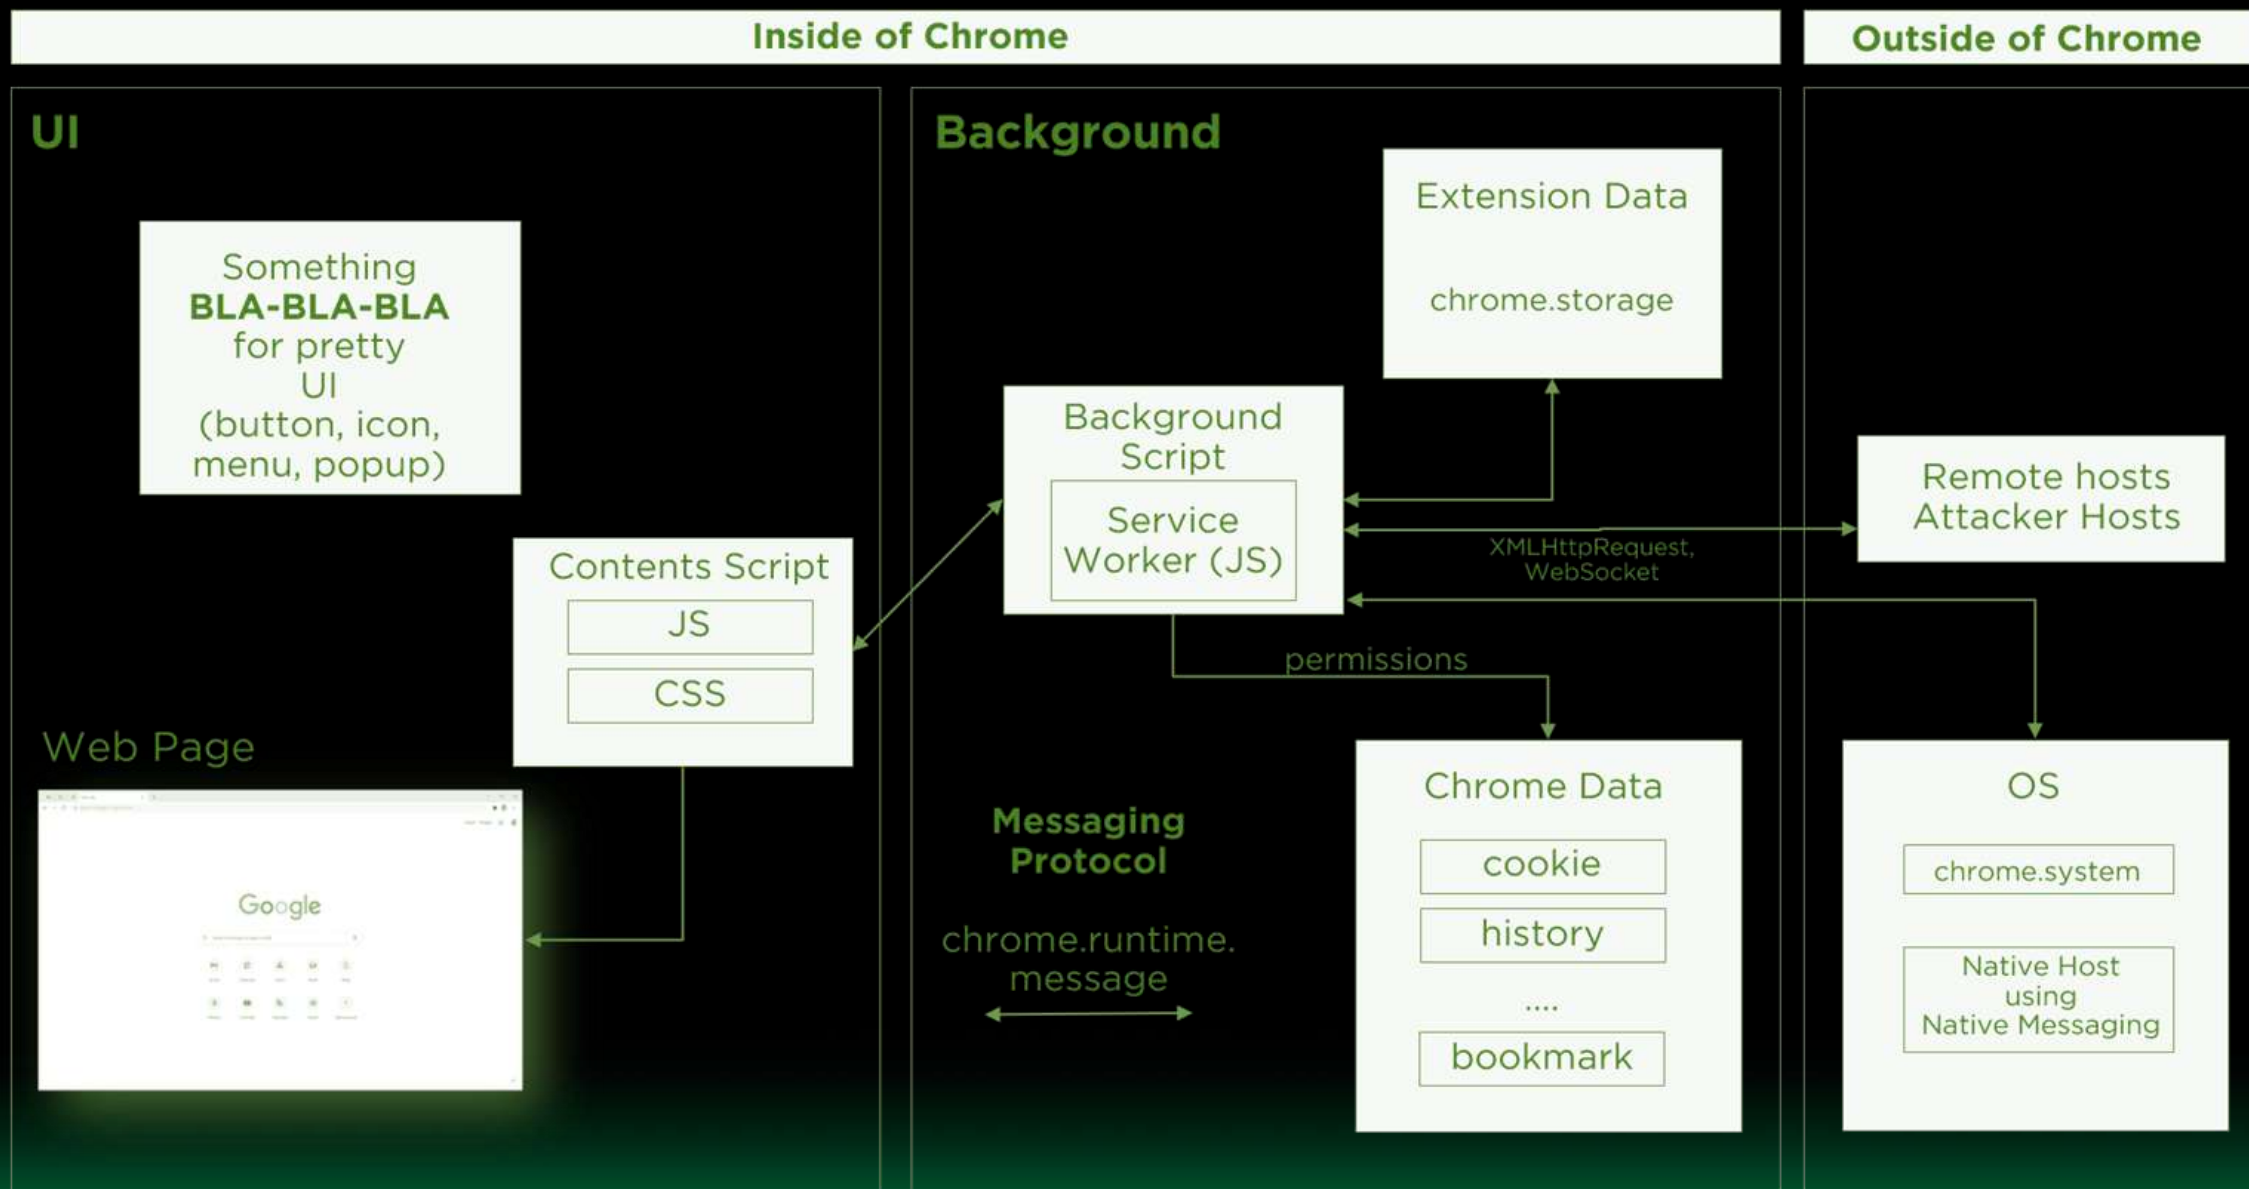 Inside of Chrome
Outside of Chrome
UI
Something
BLA-BLA-BLA
for pretty
UI
(button, icon,
menu, popup)
Contents Script
JS
CSS
Web Page
Google
Background
Extension Data
chrome.storage
Background
Script
Service
Worker (JS)
XMLHttpRequest,
WebSocket
permissions
Messaging
Protocol
chrome.runtime.
message
Chrome Data
cookie
history
....
bookmark
Remote hosts
Attacker Hosts
OS
chrome.system
Native Host
using
Native Messaging